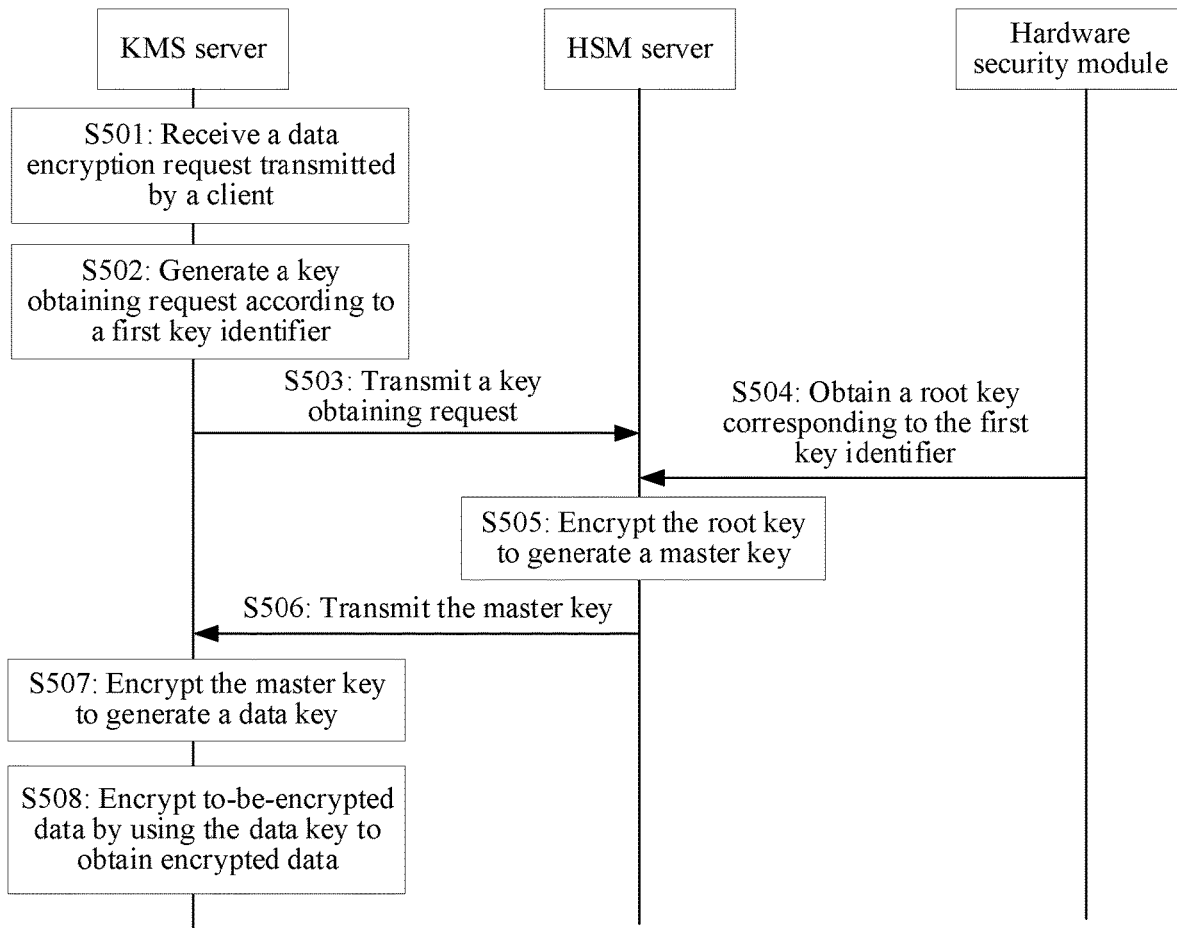 KMS server
HSM server
Hardware
security module
S501: Receive a data
encryption request transmitted
by a client
S502: Generate a key
obtaining request according to
a first key identifier
S503: Transmit a key
obtaining request
S504: Obtain a root key
corresponding to the first
key identifier
S505: Encrypt the root key
to generate a master key
S506: Transmit the master key
S507: Encrypt the master key
to generate a data key
S508: Encrypt to-be-encrypted
data by using the data key to
obtain encrypted data